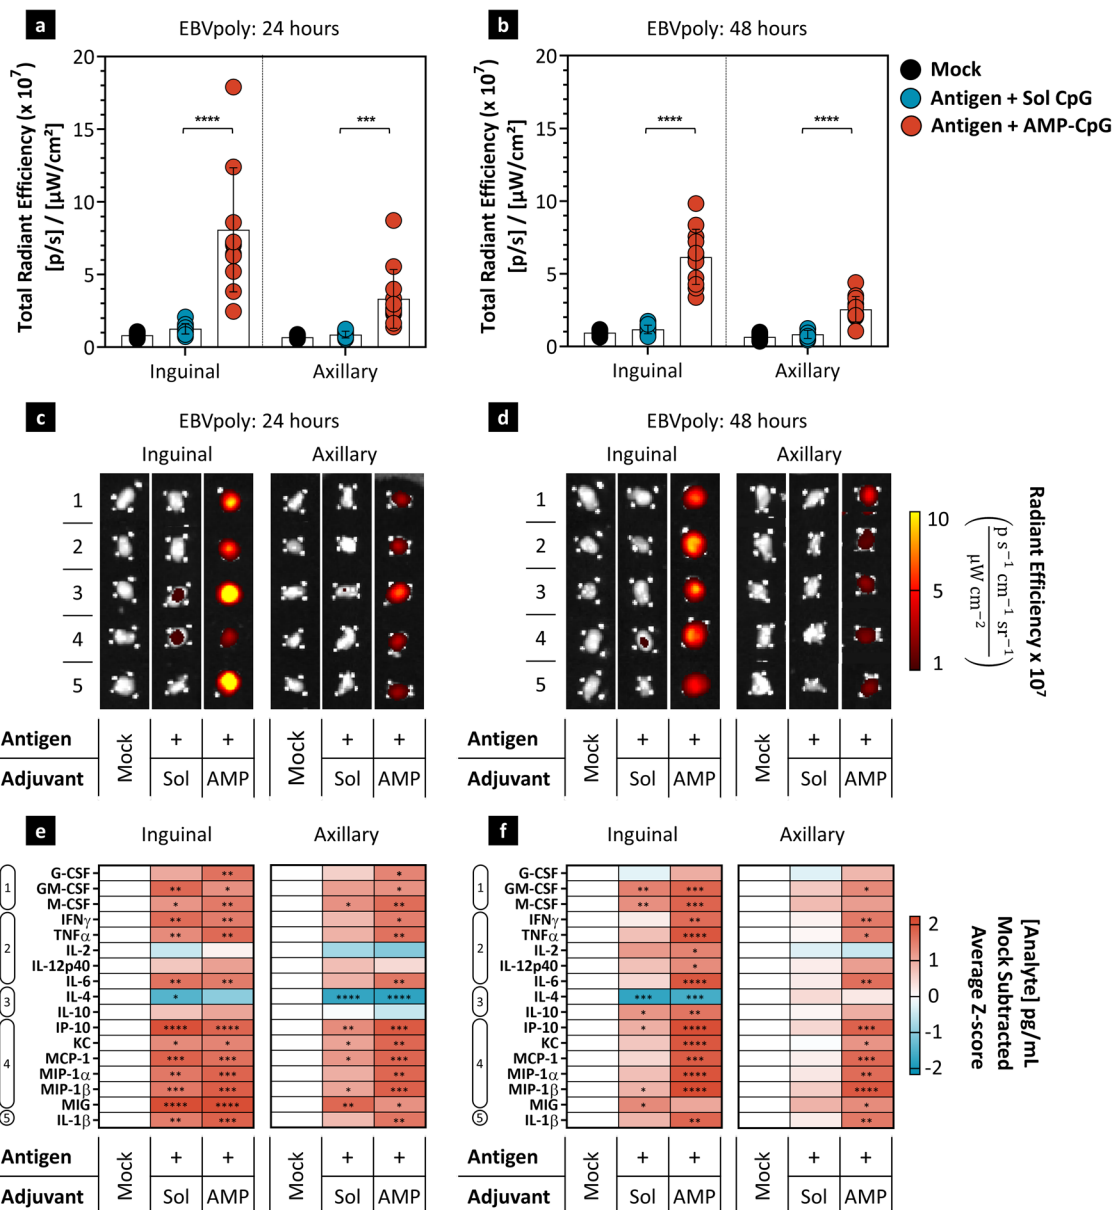 a
EBVpoly: 24 hours
Total Radiant Efficiency (x 10⁷)
[p/s] / [µW/cm²]
20
15
10
5
0
****
***
Inguinal
Axillary
b
EBVpoly: 48 hours
Total Radiant Efficiency (x 10⁷)
[p/s] / [µW/cm²]
20
15
10
5
0
****
****
Inguinal
Axillary
Mock
Antigen + Sol CpG
Antigen + AMP-CpG
c
EBVpoly: 24 hours
Inguinal
Axillary
1
2
3
4
5
Antigen
Adjuvant
Mock
+
+
Sol
AMP
Mock
+
+
Sol
AMP
d
EBVpoly: 48 hours
Inguinal
Axillary
1
2
3
4
5
Antigen
Adjuvant
Mock
+
+
Sol
AMP
Mock
+
+
Sol
AMP
10
5
1
Radiant Efficiency x 10⁷
(p s⁻¹ cm⁻¹ sr⁻¹ / µW cm⁻²)
e
Inguinal
Axillary
1
2
3
4
5
G-CSF ** *
GM-CSF ** * *
M-CSF * ** * **
IFNγ ** ** *
TNFα ** ** **
IL-2
IL-12p40
IL-6 ** ** **
IL-4 * **** ****
IL-10
IP-10 **** **** ** ***
KC * * * **
MCP-1 *** *** * ***
MIP-1α ** *** **
MIP-1β *** *** * ***
MIG **** **** ** *
IL-1β ** *** **
Antigen
Adjuvant
Mock
+
+
Sol
AMP
Mock
+
+
Sol
AMP
f
Inguinal
Axillary
1
2
3
4
5
G-CSF
GM-CSF ** *** *
M-CSF ** ***
IFNγ ** **
TNFα **** *
IL-2 *
IL-12p40 *
IL-6 **** **
IL-4 *** ***
IL-10 * **
IP-10 * **** ***
KC **** *
MCP-1 *** ***
MIP-1α **** **
MIP-1β * **** ****
MIG * *
IL-1β ** **
Antigen
Adjuvant
Mock
+
+
Sol
AMP
Mock
+
+
Sol
AMP
2
1
0
-1
-2
[Analyte] pg/mL
Mock Subtracted
Average Z-score